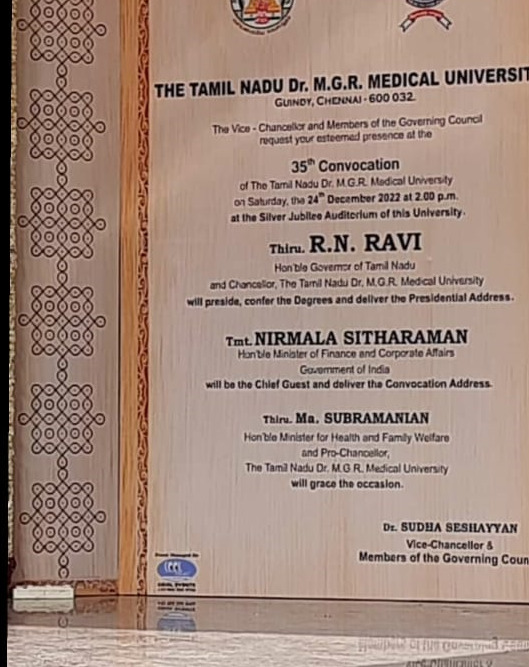 THE TAMIL NADU Dr. M.G.R. MEDICAL UNIVERSIT
GUINDY, CHENNAI - 600 032.
The Vice - Chancellor and Members of the Governing Council
request your esteemed presence at the
35th Convocation
of The Tamil Nadu Dr. M.G.R. Medical University
on Saturday, the 24th December 2022 at 2.00 p.m.
at the Silver Jubilee Auditorium of this University.
Thiru. R.N. RAVI
Hon'ble Governor of Tamil Nadu
and Chancellor, The Tamil Nadu Dr. M.G.R. Medical University
will preside, confer the Degrees and deliver the Presidential Address.
Tmt. NIRMALA SITHARAMAN
Hon'ble Minister of Finance and Corporate Affairs
Government of India
will be the Chief Guest and deliver the Convocation Address.
Thiru. Ma. SUBRAMANIAN
Hon'ble Minister for Health and Family Welfare
and Pro-Chancellor,
The Tamil Nadu Dr. M.G.R. Medical University
will grace the occasion.
Dr. SUDHA SESHAYYAN
Vice-Chancellor &
Members of the Governing Coun